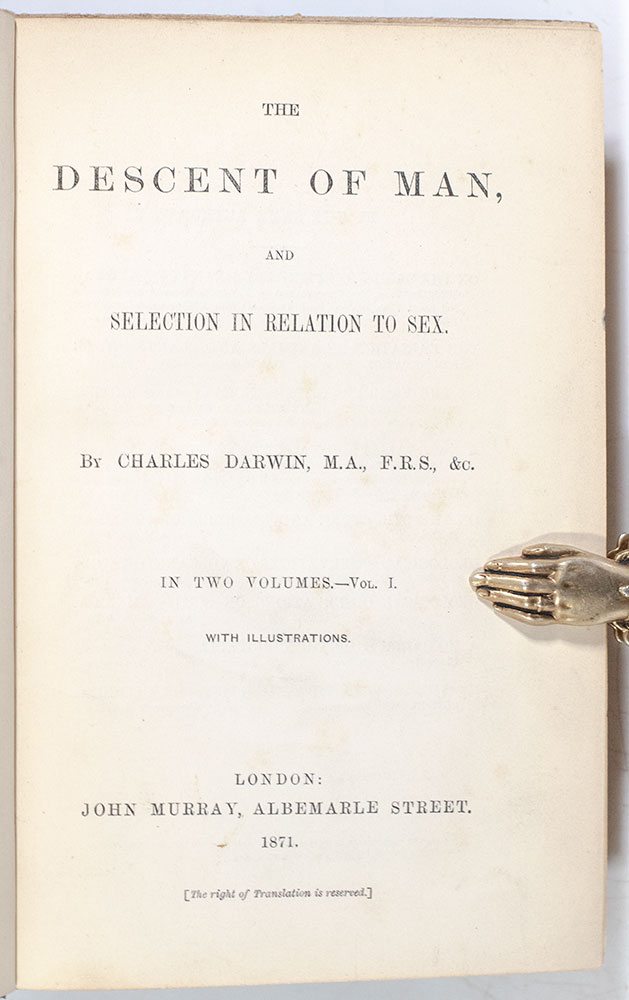 THE
DESCENT OF MAN,
AND
SELECTION IN RELATION TO SEX.
BY CHARLES DARWIN, M.A., F.R.S., &C.
IN TWO VOLUMES.—VOL. I.
WITH ILLUSTRATIONS.
LONDON:
JOHN MURRAY, ALBEMARLE STREET.
1871.
[The right of Translation is reserved.]